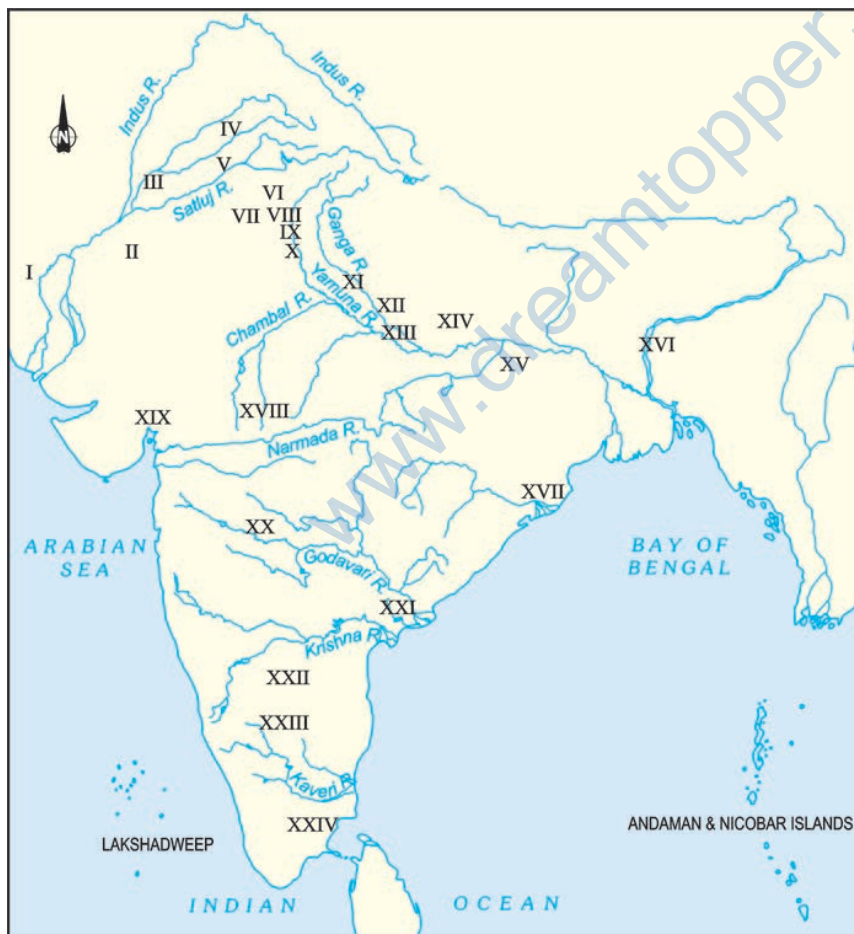 Indus R.
Indus R.
N
IV
V
III
Satluj R.
VI
VII
VIII
IX
X
II
I
Ganga R.
XI
Yamuna R.
XII
XIII
XIV
Chambal R.
XV
XVI
XVIII
XIX
Narmada R.
XVII
XX
ARABIAN
SEA
BAY OF
BENGAL
Godavari R.
XXI
Krishna R.
XXII
XXIII
Kaveri R.
XXIV
LAKSHADWEEP
ANDAMAN & NICOBAR ISLANDS
INDIAN OCEAN
www.dreamtopper.